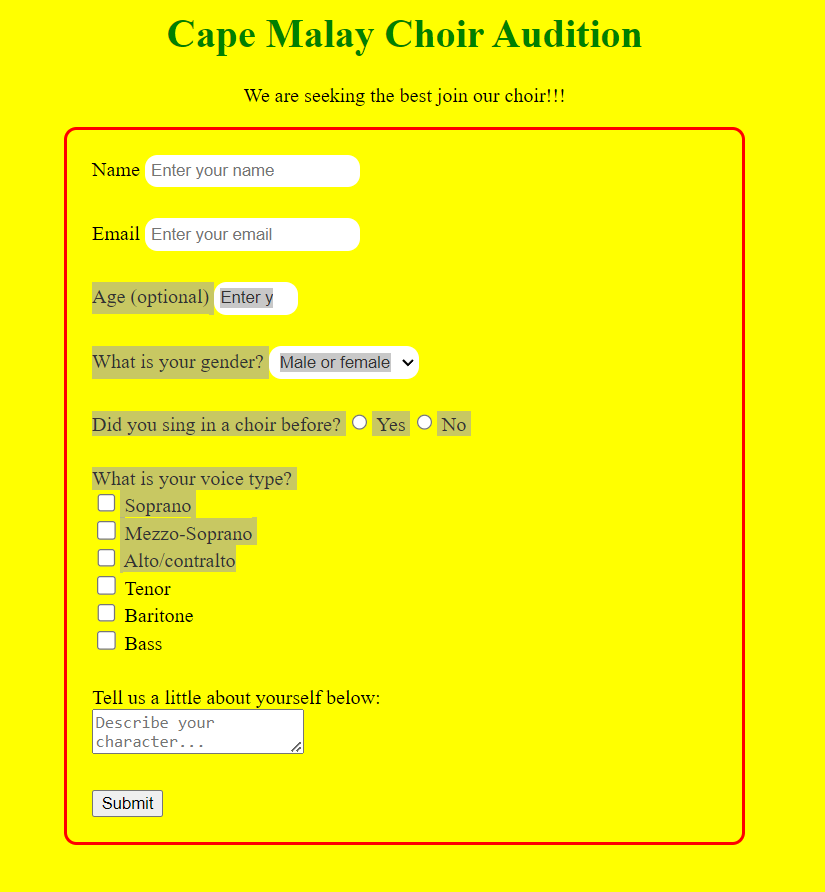 Cape Malay Choir Audition
We are seeking the best join our choir!!!
Name Enter your name
Email Enter your email
Age (optional) Enter y
What is your gender? Male or female
Did you sing in a choir before? Yes No
What is your voice type?
Soprano
Mezzo-Soprano
Alto/contralto
Tenor
Baritone
Bass
Tell us a little about yourself below:
Describe your
character...
Submit